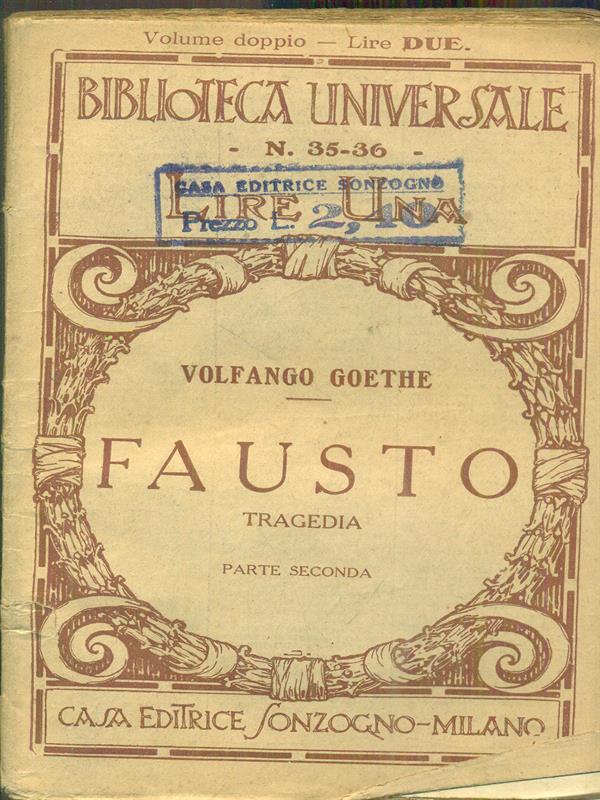 Volume doppio — Lire DUE.
BIBLIOTECA UNIVERSALE
- N. 35-36 -
CASA EDITRICE SONZOGNO
LIRE UNA
Prezzo L. 2,10
VOLFANGO GOETHE
FAUSTO
TRAGEDIA
PARTE SECONDA
CASA EDITRICE SONZOGNO-MILANO